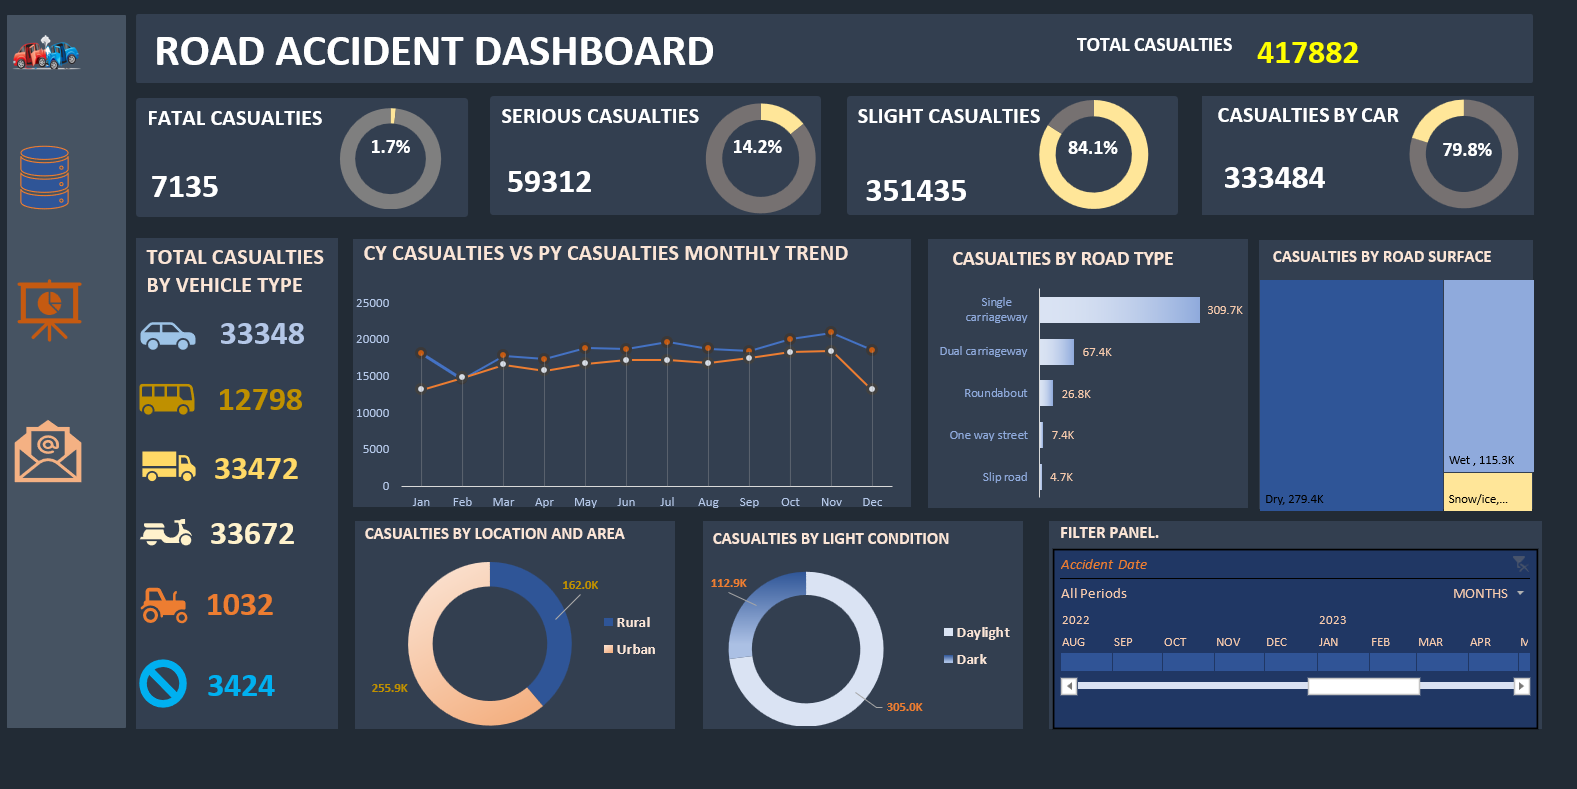 ROAD ACCIDENT DASHBOARD
TOTAL CASUALTIES
417882
FATAL CASUALTIES
1.7%
7135
SERIOUS CASUALTIES
14.2%
59312
SLIGHT CASUALTIES
84.1%
351435
CASUALTIES BY CAR
79.8%
333484
TOTAL CASUALTIES
BY VEHICLE TYPE
33348
12798
33472
33672
1032
3424
CY CASUALTIES VS PY CASUALTIES MONTHLY TREND
25000
20000
15000
10000
5000
0
Jan Feb Mar Apr May Jun Jul Aug Sep Oct Nov Dec
CASUALTIES BY ROAD TYPE
Single
carriageway
309.7K
Dual carriageway 67.4K
Roundabout 26.8K
One way street 7.4K
Slip road 4.7K
CASUALTIES BY ROAD SURFACE
Dry, 279.4K
Wet , 115.3K
Snow/ice,...
CASUALTIES BY LOCATION AND AREA
162.0K
255.9K
Rural
Urban
CASUALTIES BY LIGHT CONDITION
112.9K
305.0K
Daylight
Dark
FILTER PANEL.
Accident Date
All Periods MONTHS
2022 2023
AUG SEP OCT NOV DEC JAN FEB MAR APR M
@